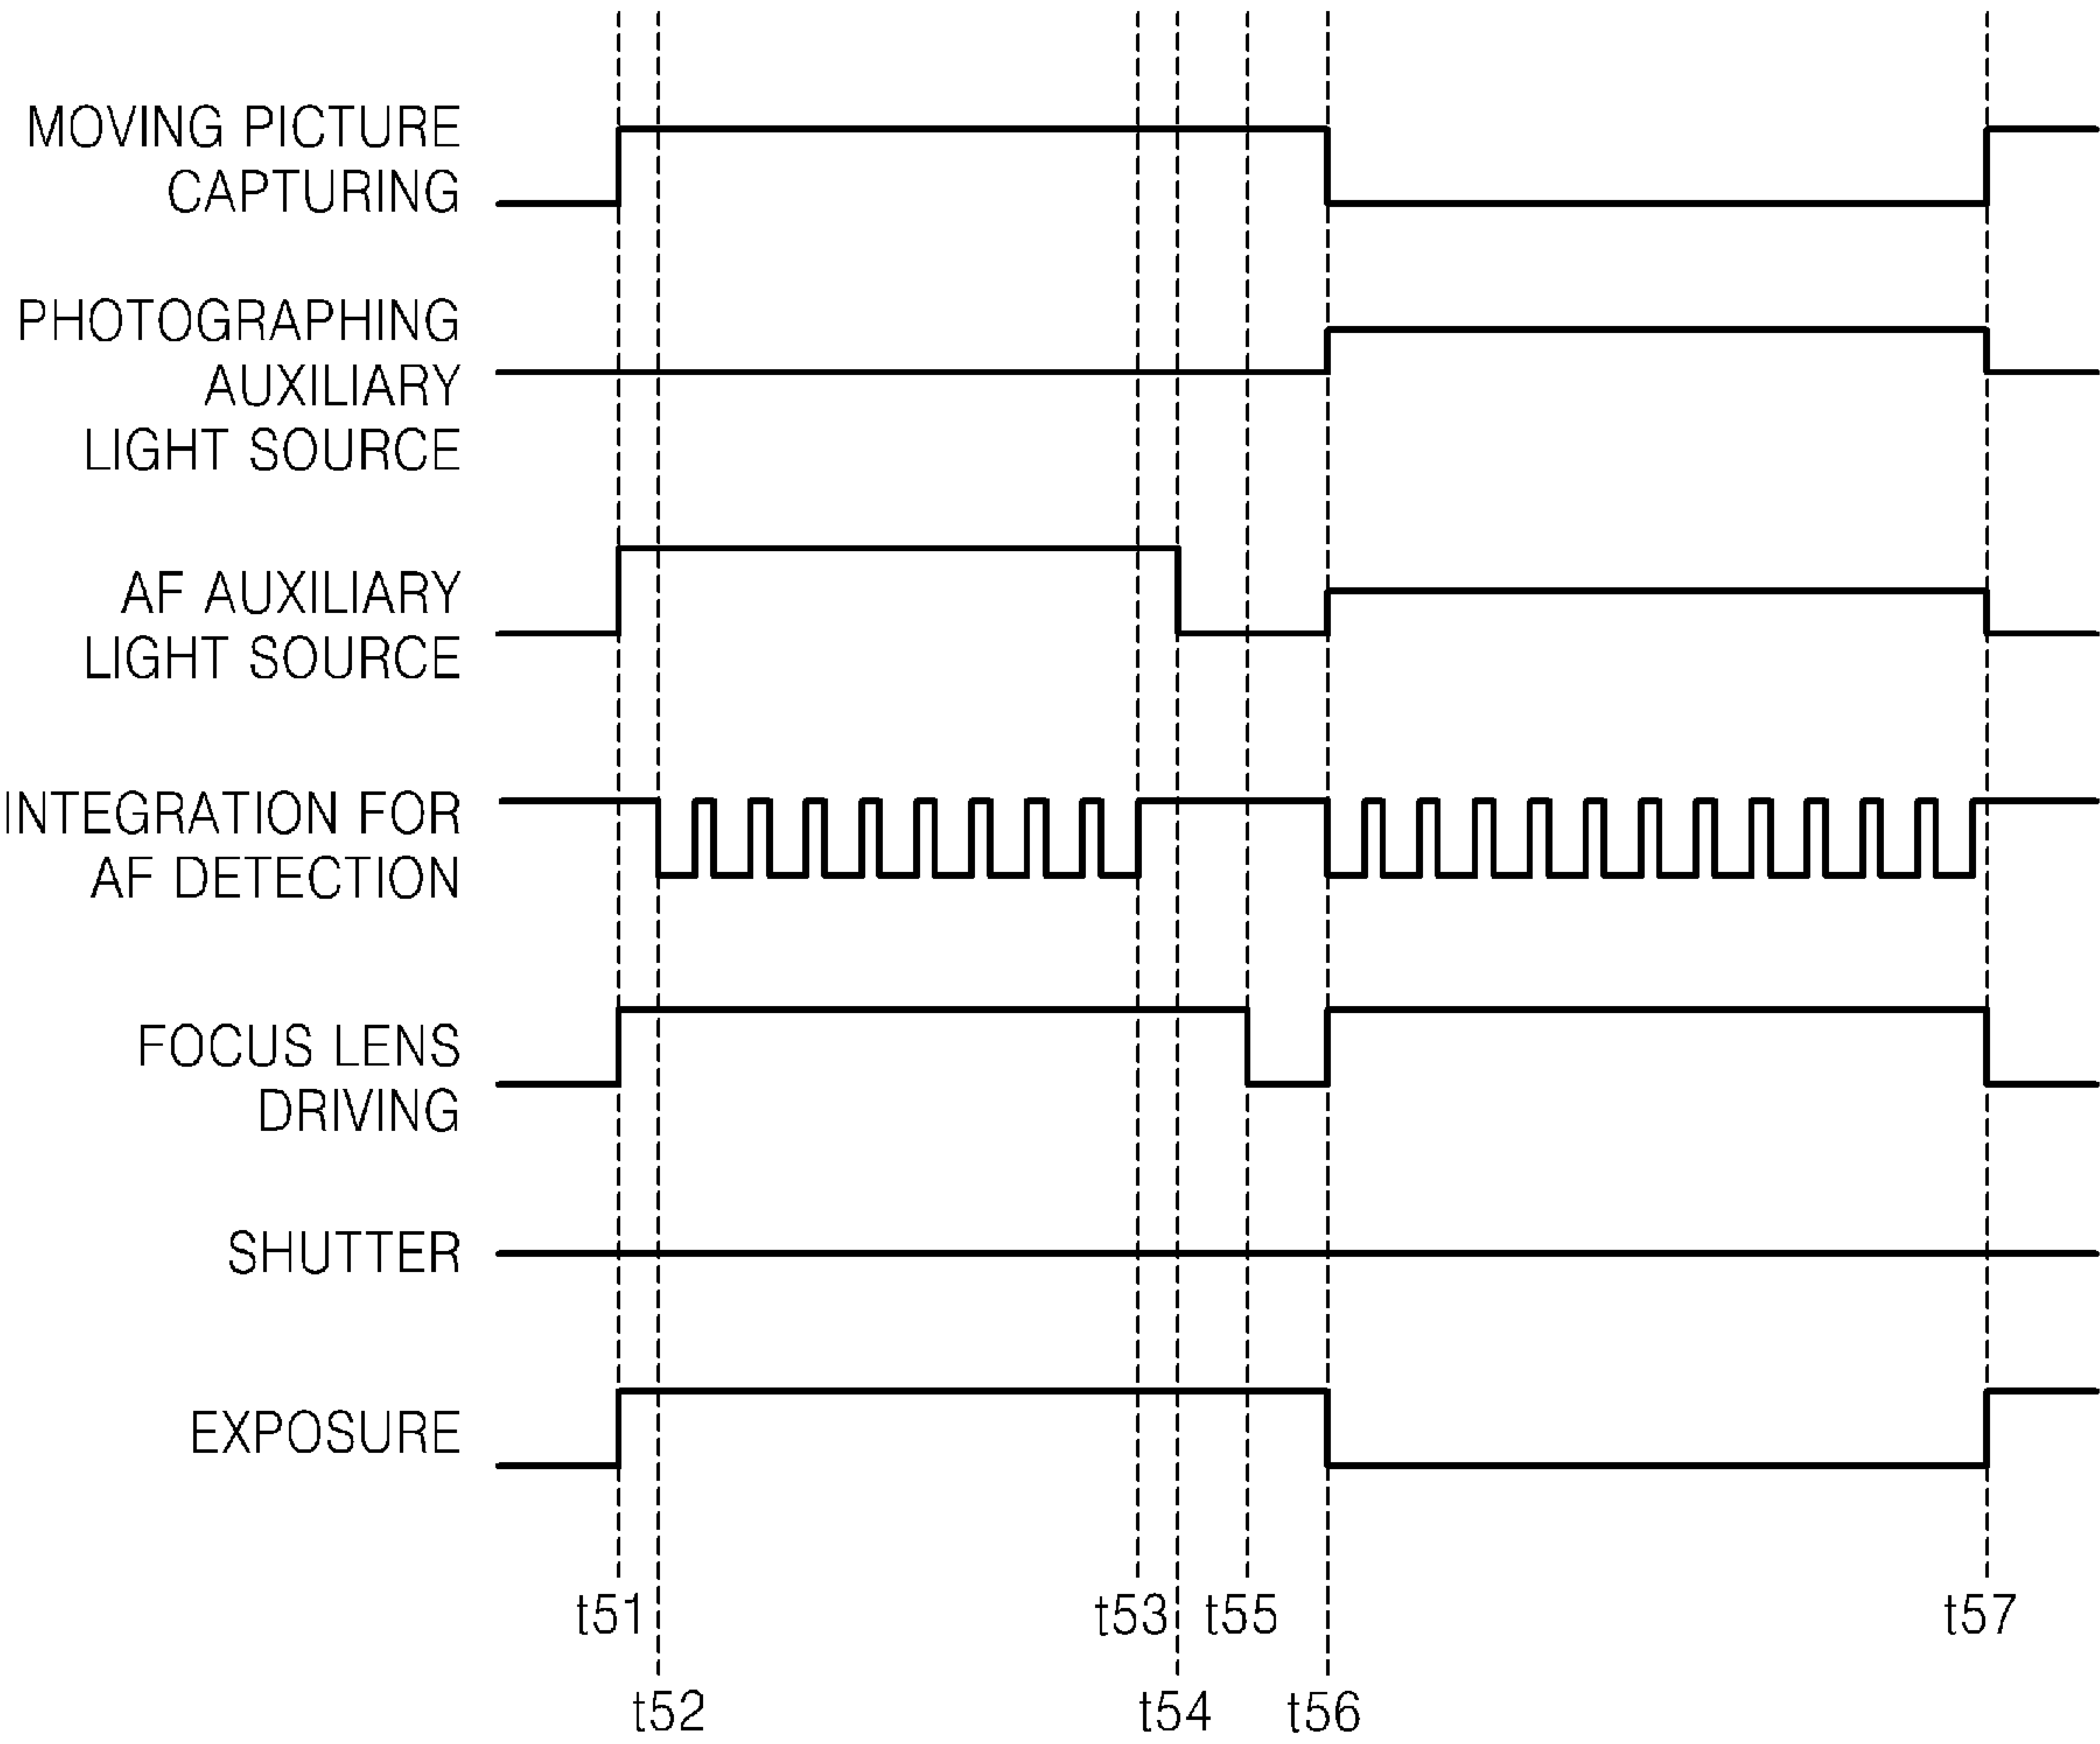 MOVING PICTURE
CAPTURING
PHOTOGRAPHING
AUXILIARY
LIGHT SOURCE
AF AUXILIARY
LIGHT SOURCE
INTEGRATION FOR
AF DETECTION
FOCUS LENS
DRIVING
SHUTTER
EXPOSURE
t51 t53 t55 t57
t52 t54 t56